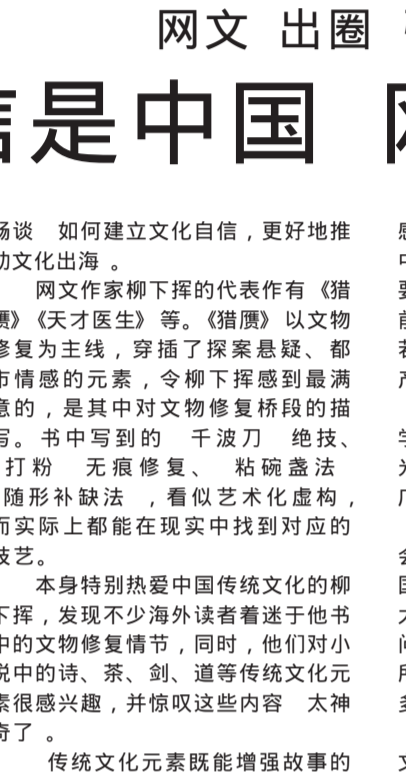 网文 出圈
是中国 网
畅谈 如何建立文化自信，更好地推
动文化出海 。
网文作家柳下挥的代表作有《猎
赝》《天才医生》等。《猎赝》以文物
修复为主线，穿插了探案悬疑、都
市情感的元素，令柳下挥感到最满
意的，是其中对文物修复桥段的描
写。书中写到的 千波刀 绝技、
打粉 无痕修复、 粘碗盏法
随形补缺法 ，看似艺术化虚构，
而实际上都能在现实中找到对应的
技艺。
本身特别热爱中国传统文化的柳
下挥，发现不少海外读者着迷于他书
中的文物修复情节，同时，他们对小
说中的诗、茶、剑、道等传统文化元
素很感兴趣，并惊叹这些内容 太神
奇了 。
传统文化元素既能增强故事的